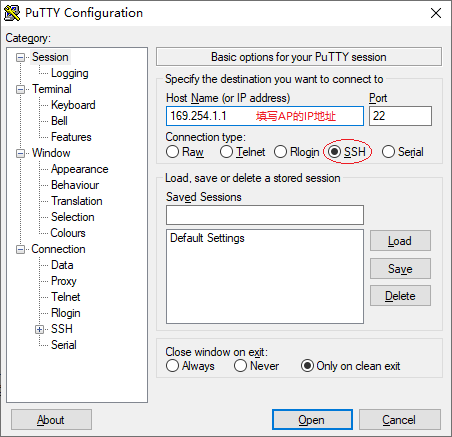 PuTTY Configuration
Category:
Session
Logging
Terminal
Keyboard
Bell
Features
Window
Appearance
Behaviour
Translation
Selection
Colours
Connection
Data
Proxy
Telnet
Rlogin
SSH
Serial
Basic options for your PuTTY session
Specify the destination you want to connect to
Host Name (or IP address) Port
169.254.1.1 填写AP的IP地址 22
Connection type:
Raw Telnet Rlogin SSH Serial
Load, save or delete a stored session
Saved Sessions
Default Settings
Load
Save
Delete
Close window on exit:
Always Never Only on clean exit
About Open Cancel